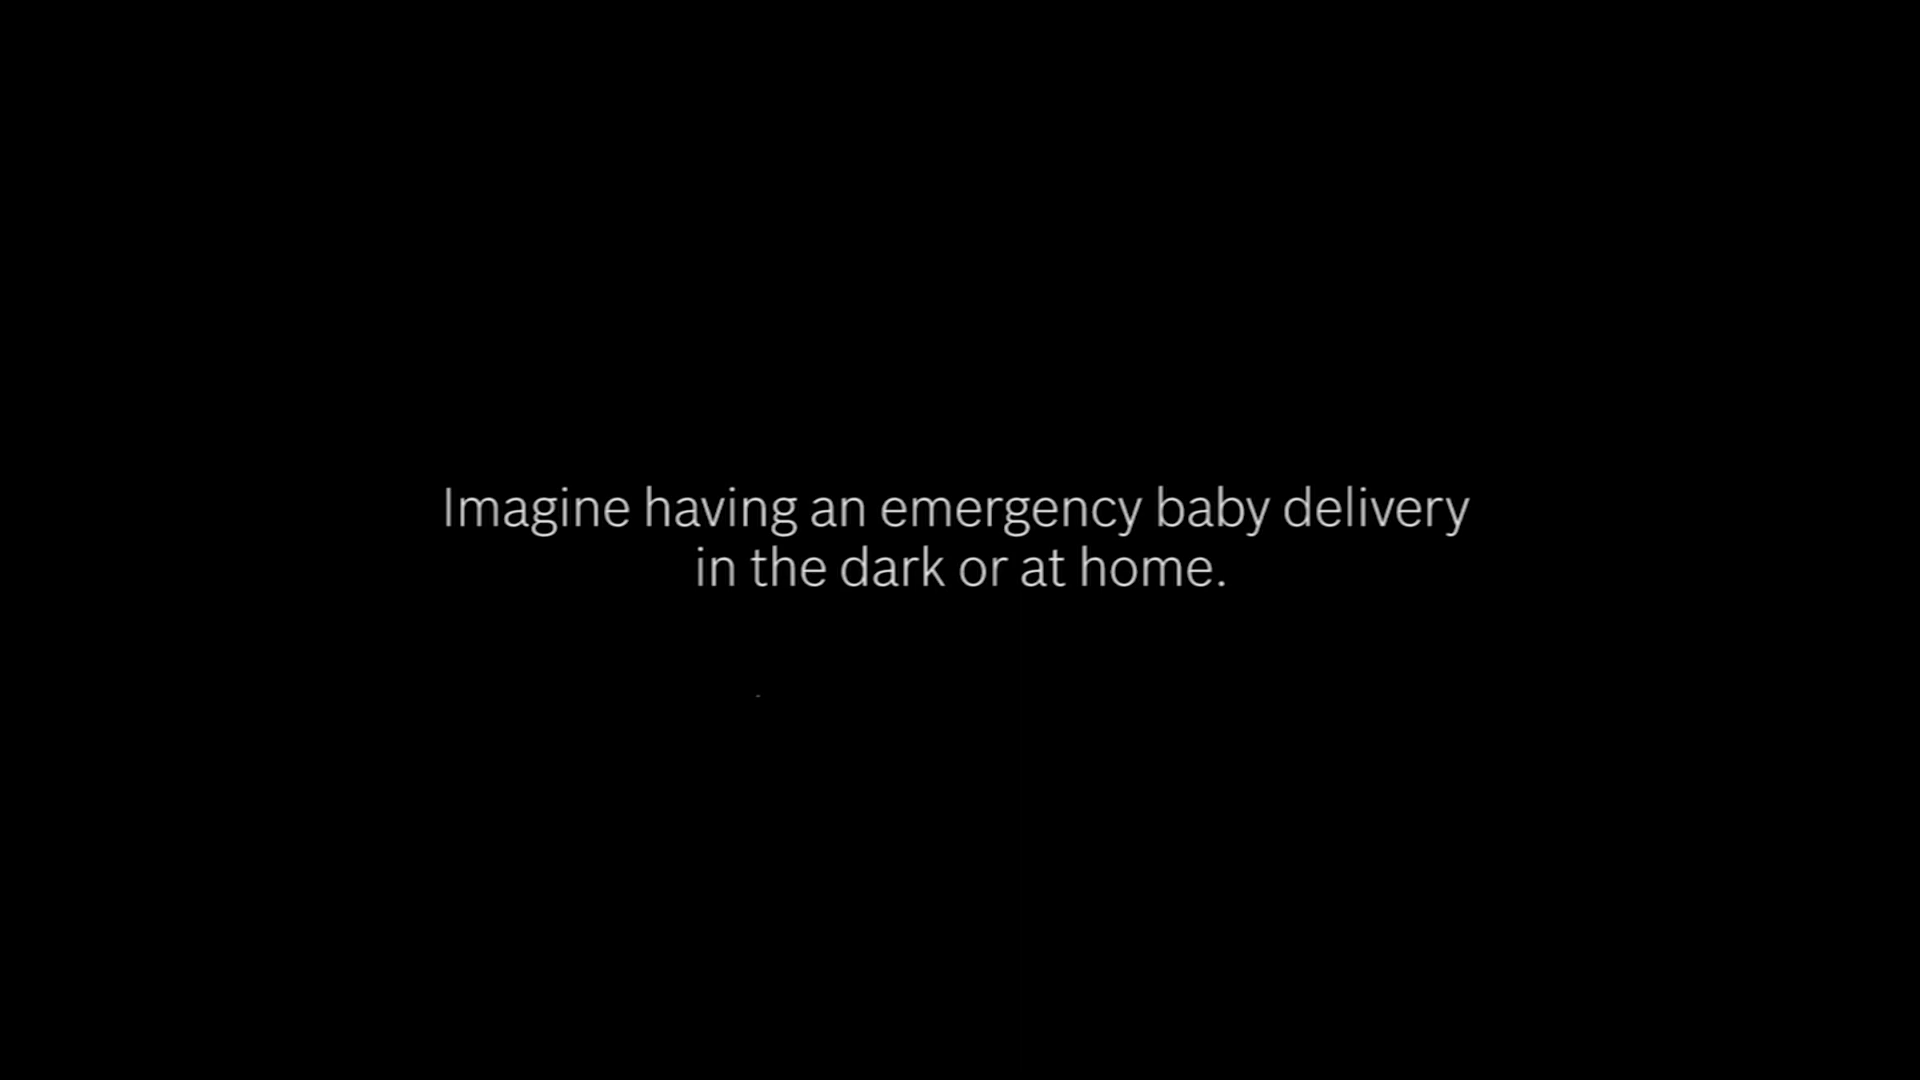 Imagine having an emergency baby delivery
in the dark or at home.